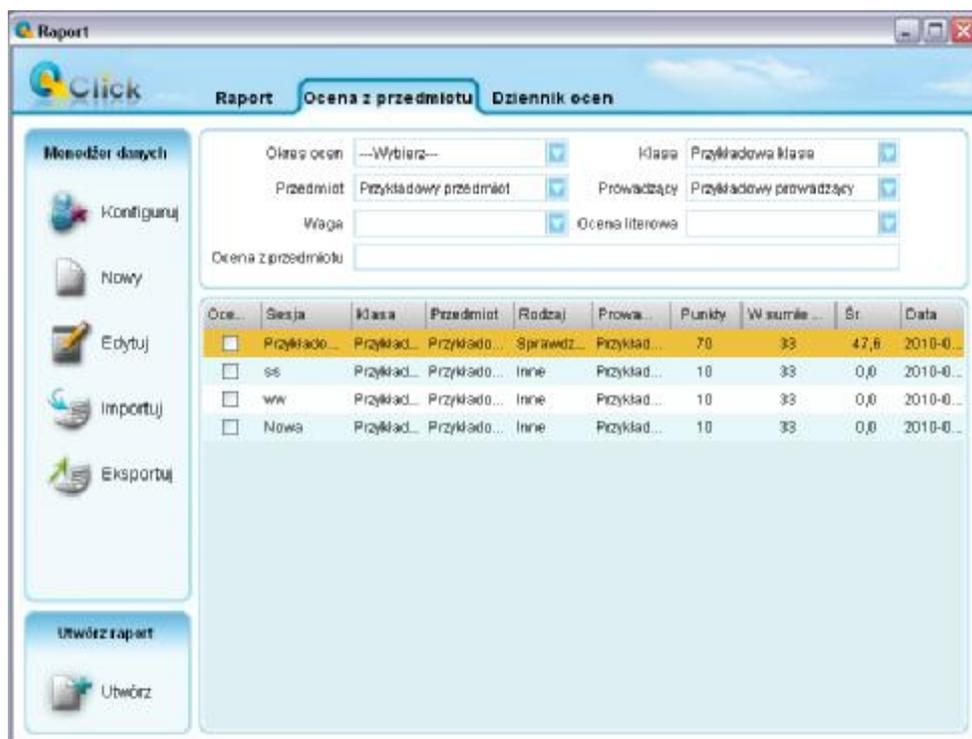 Raport
Click
Raport Ocena z przedmiotu Dziennik ocen
Menedżer danych
Konfiguruj
Nowy
Edytuj
Importuj
Eksportuj
Utwórz raport
Utwórz
Okres ocen ---Wybierz--- Klasa Przykładowa klasa
Przedmiot Przykładowy przedmiot Prowadzący Przykładowy prowadzący
Waga Ocena literowa
Ocena z przedmiotu
Oce... Sesja Klasa Przedmiot Rodzaj Prowa... Punkty W sumie ... Śr Data
Przykłado... Przykład... Przykłado... Sprawdz... Przykład... 70 33 47,6 2010-0...
ss Przykład... Przykłado... Inne Przykład... 10 33 0,0 2010-0...
ww Przykład... Przykłado... Inne Przykład... 10 33 0,0 2010-0...
Nowa Przykład... Przykłado... Inne Przykład... 10 33 0,0 2010-0...